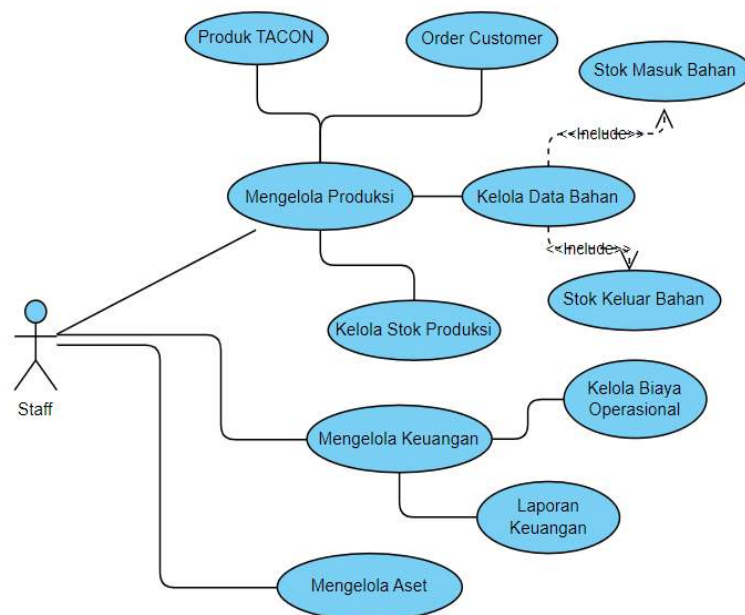 Produk TACON
Order Customer
Stok Masuk Bahan
<<Include>>
Mengelola Produksi
Kelola Data Bahan
<<Include>>
Stok Keluar Bahan
Kelola Stok Produksi
Staff
Kelola Biaya
Operasional
Mengelola Keuangan
Laporan
Keuangan
Mengelola Aset